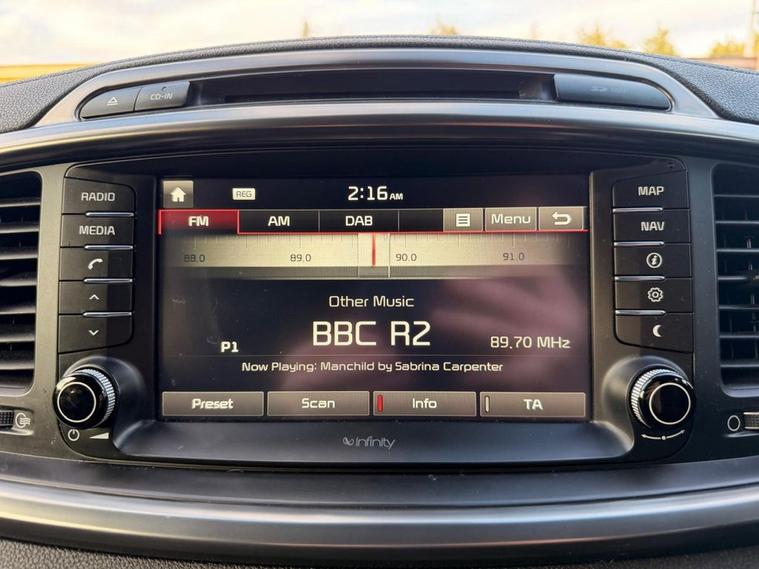 CD-IN
RADIO
MEDIA
REG
2:16 AM
FM AM DAB Menu
88.0 89.0 90.0 91.0
Other Music
P1 BBC R2 89.70 MHz
Now Playing: Manchild by Sabrina Carpenter
Preset Scan Info TA
MAP
NAV
infinity